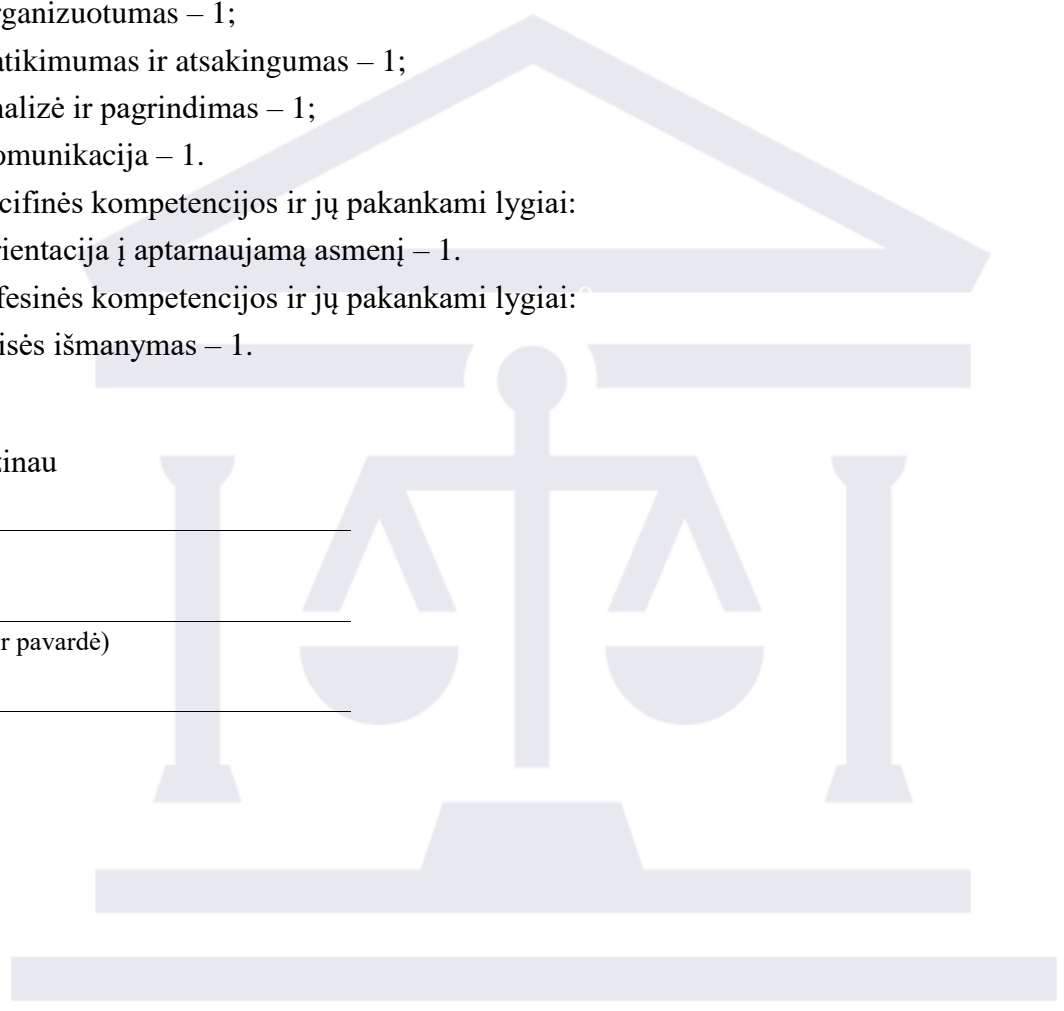 rganizuotumas – 1;
atikimumas ir atsakingumas – 1;
nalizė ir pagrindimas – 1;
omunikacija – 1.
cifinės kompetencijos ir jų pakankami lygiai:
rientacija į aptarnaujamą asmenį – 1.
fesinės kompetencijos ir jų pakankami lygiai:
isės išmanymas – 1.
žinau
r pavardė)